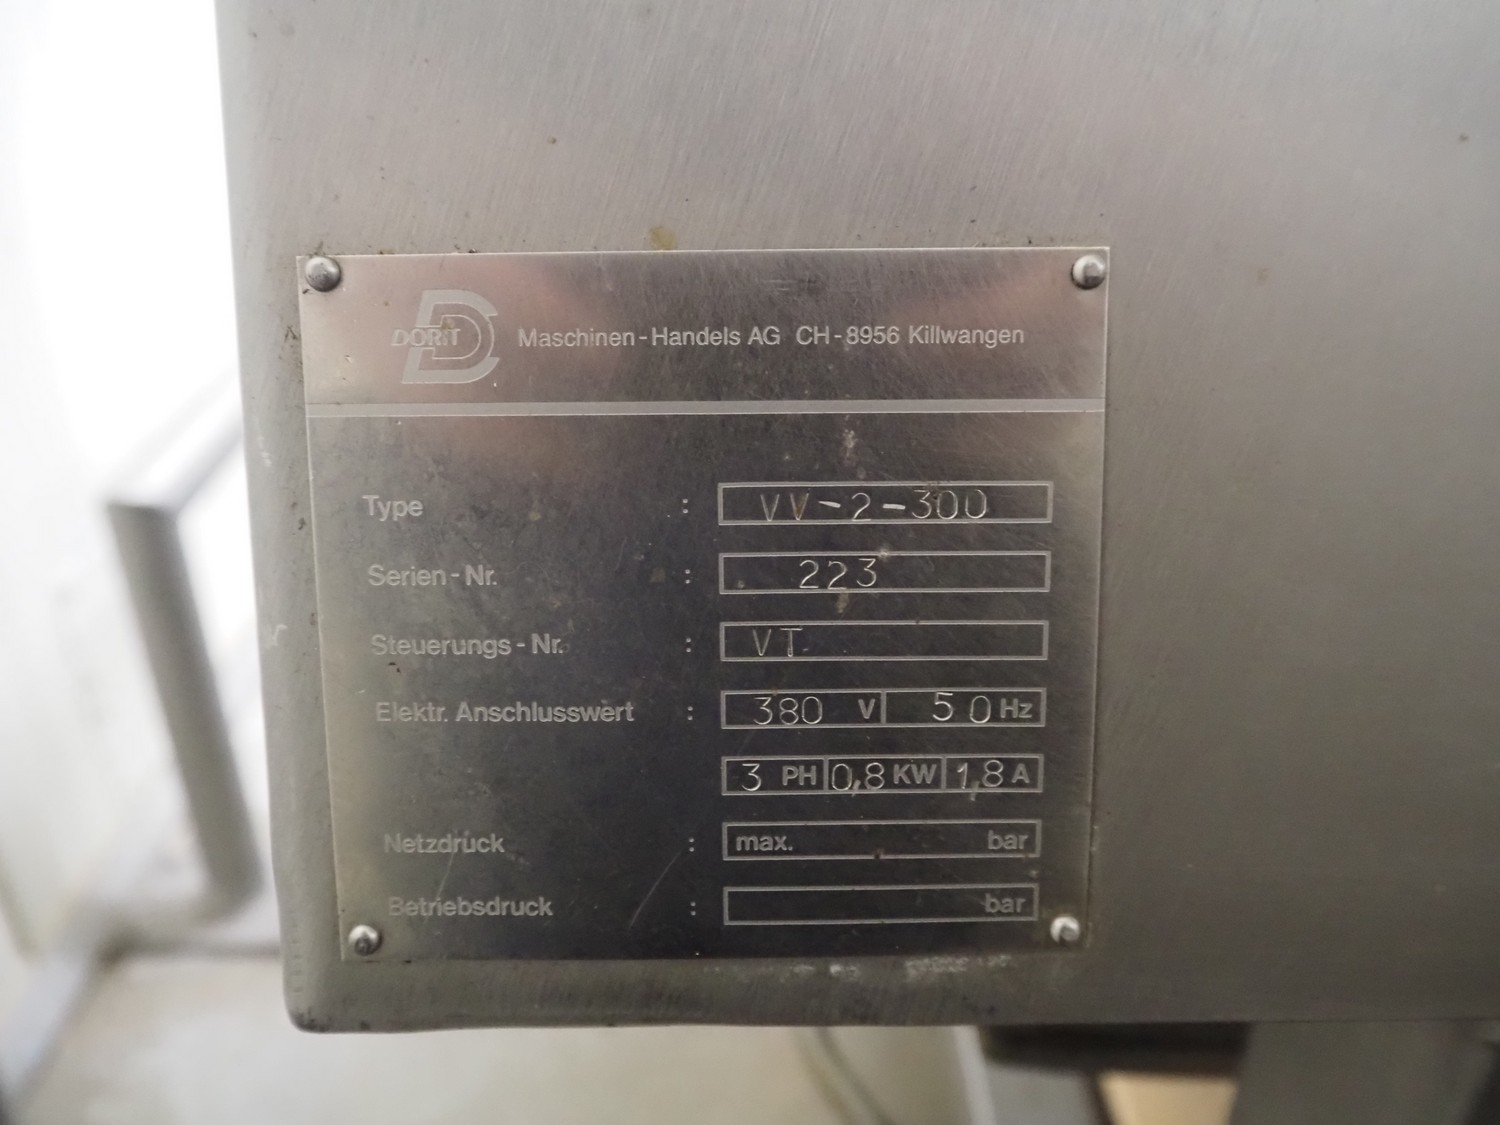 DORIT Maschinen-Handels AG CH-8956 Killwangen
Type : VV-2-300
Serien-Nr. : 223
Steuerungs-Nr. : VT
Elektr. Anschlusswert : 380 V 50 Hz
3 PH 0,8 KW 1,8 A
Netzdruck : max. bar
Betriebsdruck : bar